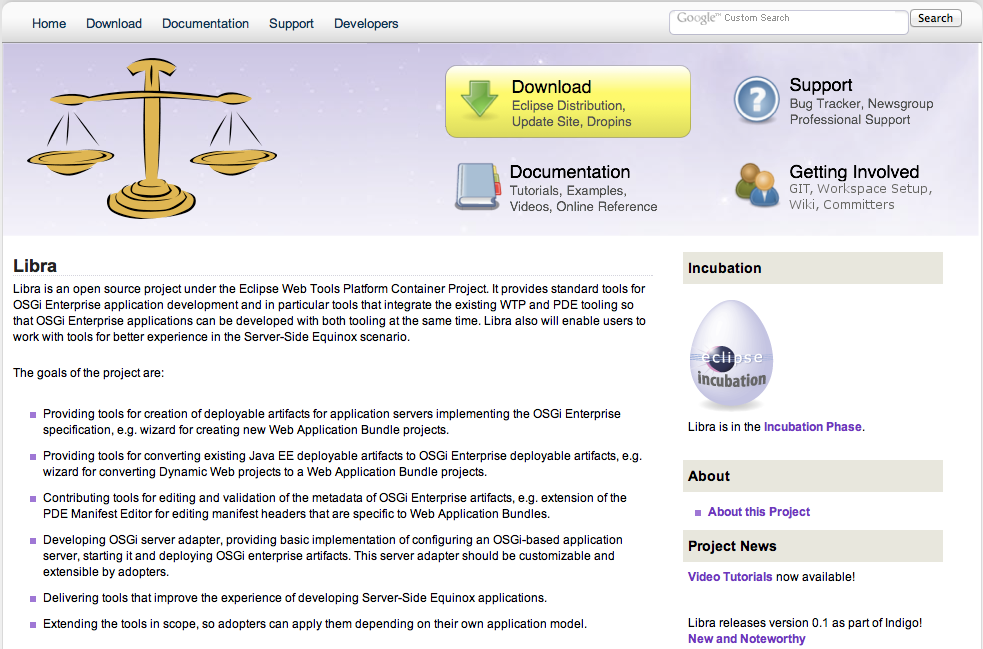 Home Download Documentation Support Developers
Google™ Custom Search
Search
Download
Eclipse Distribution,
Update Site, Dropins
Support
Bug Tracker, Newsgroup
Professional Support
Documentation
Tutorials, Examples,
Videos, Online Reference
Getting Involved
GIT, Workspace Setup,
Wiki, Committers
Libra
Libra is an open source project under the Eclipse Web Tools Platform Container Project. It provides standard tools for
OSGi Enterprise application development and in particular tools that integrate the existing WTP and PDE tooling so
that OSGi Enterprise applications can be developed with both tooling at the same time. Libra also will enable users to
work with tools for better experience in the Server-Side Equinox scenario.
The goals of the project are:
Providing tools for creation of deployable artifacts for application servers implementing the OSGi Enterprise
specification, e.g. wizard for creating new Web Application Bundle projects.
Providing tools for converting existing Java EE deployable artifacts to OSGi Enterprise deployable artifacts, e.g.
wizard for converting Dynamic Web projects to a Web Application Bundle projects.
Contributing tools for editing and validation of the metadata of OSGi Enterprise artifacts, e.g. extension of the
PDE Manifest Editor for editing manifest headers that are specific to Web Application Bundles.
Developing OSGi server adapter, providing basic implementation of configuring an OSGi-based application
server, starting it and deploying OSGi enterprise artifacts. This server adapter should be customizable and
extensible by adopters.
Delivering tools that improve the experience of developing Server-Side Equinox applications.
Extending the tools in scope, so adopters can apply them depending on their own application model.
Incubation
eclipse
incubation
Libra is in the Incubation Phase.
About
About this Project
Project News
Video Tutorials now available!
Libra releases version 0.1 as part of Indigo!
New and Noteworthy